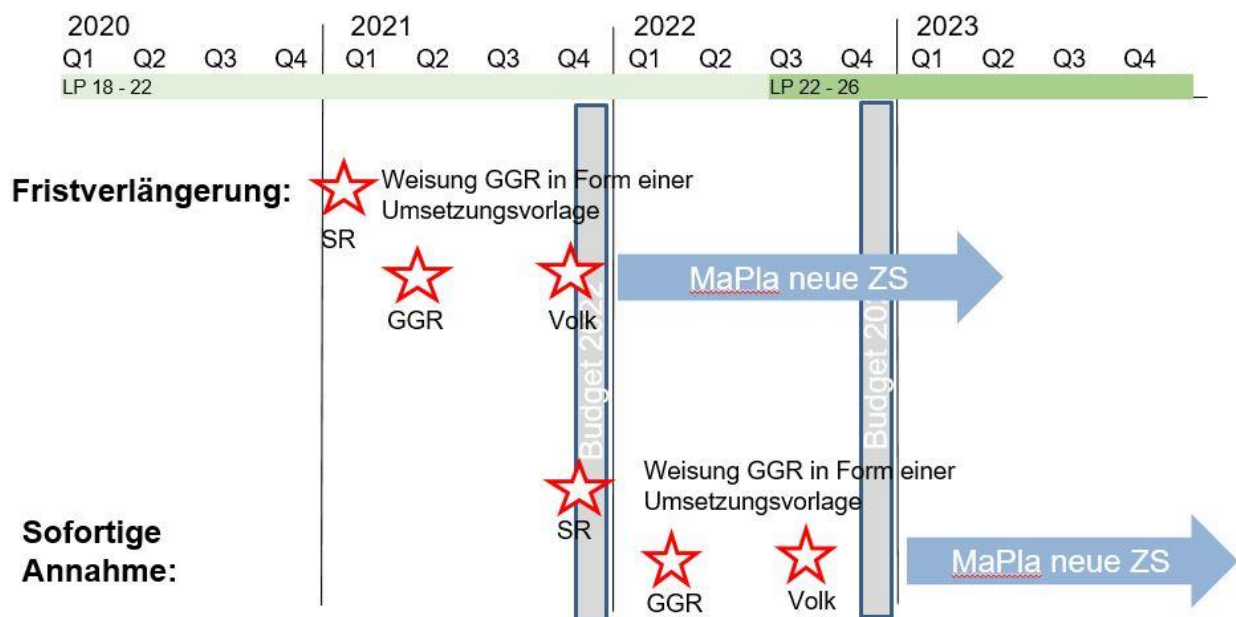 2020 2021 2022 2023
Q1 Q2 Q3 Q4 Q1 Q2 Q3 Q4 Q1 Q2 Q3 Q4 Q1 Q2 Q3 Q4
LP 18 - 22 LP 22 - 26
Fristverlängerung:
Weisung GGR in Form einer
Umsetzungsvorlage
SR
GGR
Volk
MaPla neue ZS
Budget 2022
Budget
Sofortige
Annahme:
SR
Weisung GGR in Form einer
Umsetzungsvorlage
GGR
Volk
MaPla neue ZS